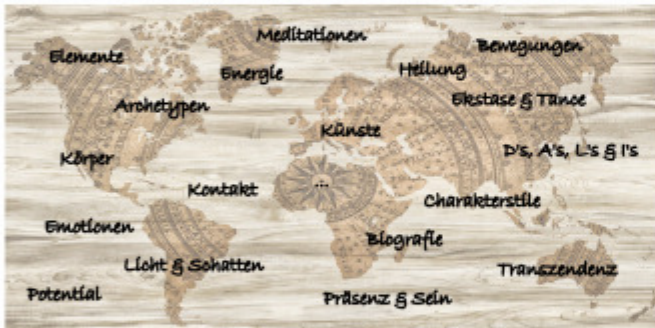 Meditationen
Elemente
Bewegungen
Energie
Heilung
Archetypen
Ekstase & Tance
Künste
D's, A's, L's & I's
Körper
...
Kontakt
Charakterstile
Emotionen
Biografie
Licht & Schatten
Transzendenz
Potential
Präsenz & Sein